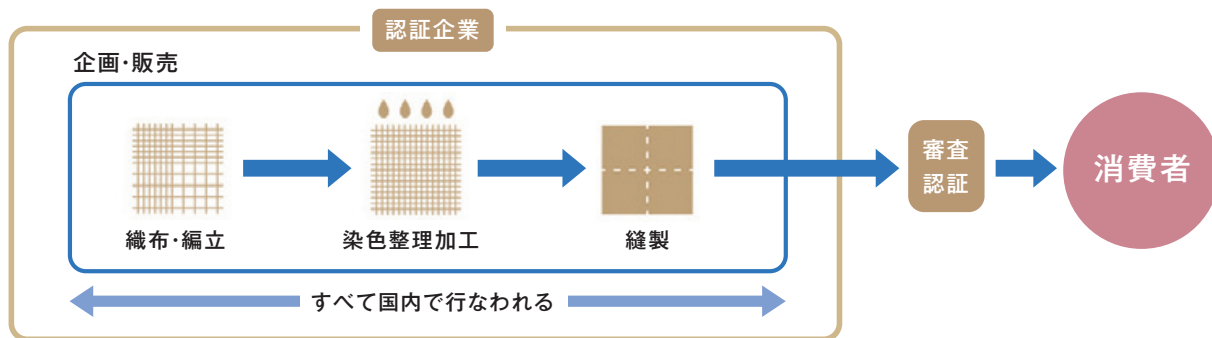 認証企業
企画・販売
織布・編立
染色整理加工
縫製
審査
認証
消費者
すべて国内で行なわれる